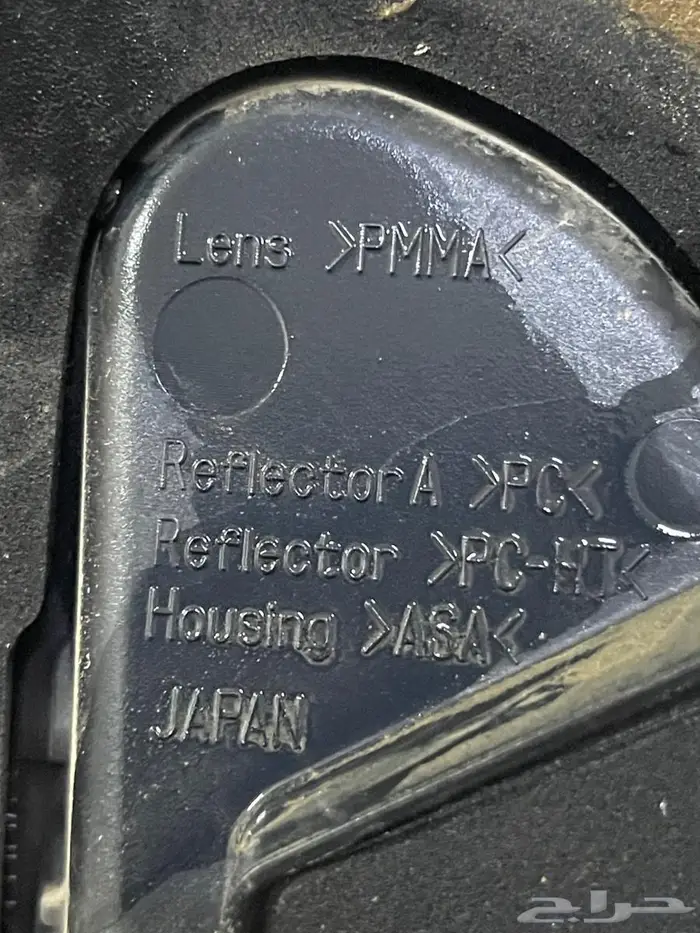 Lens >PMMA<
Reflector A >PC<
Reflector >PC-HT<
Housing >ASA<
JAPAN
حراج